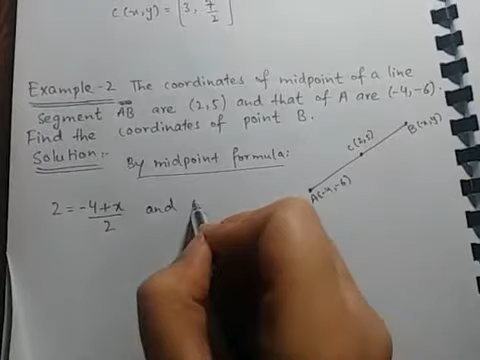 C(x,y) = [3, 7/2]
Example-2 The coordinates of midpoint of a line
segment AB are (2,5) and that of A are (-4,-6).
Find the coordinates of point B.
Solution:-
By midpoint formula:
C(2,5)
B(x,y)
A(-4,-6)
2 = -4+x/2 and